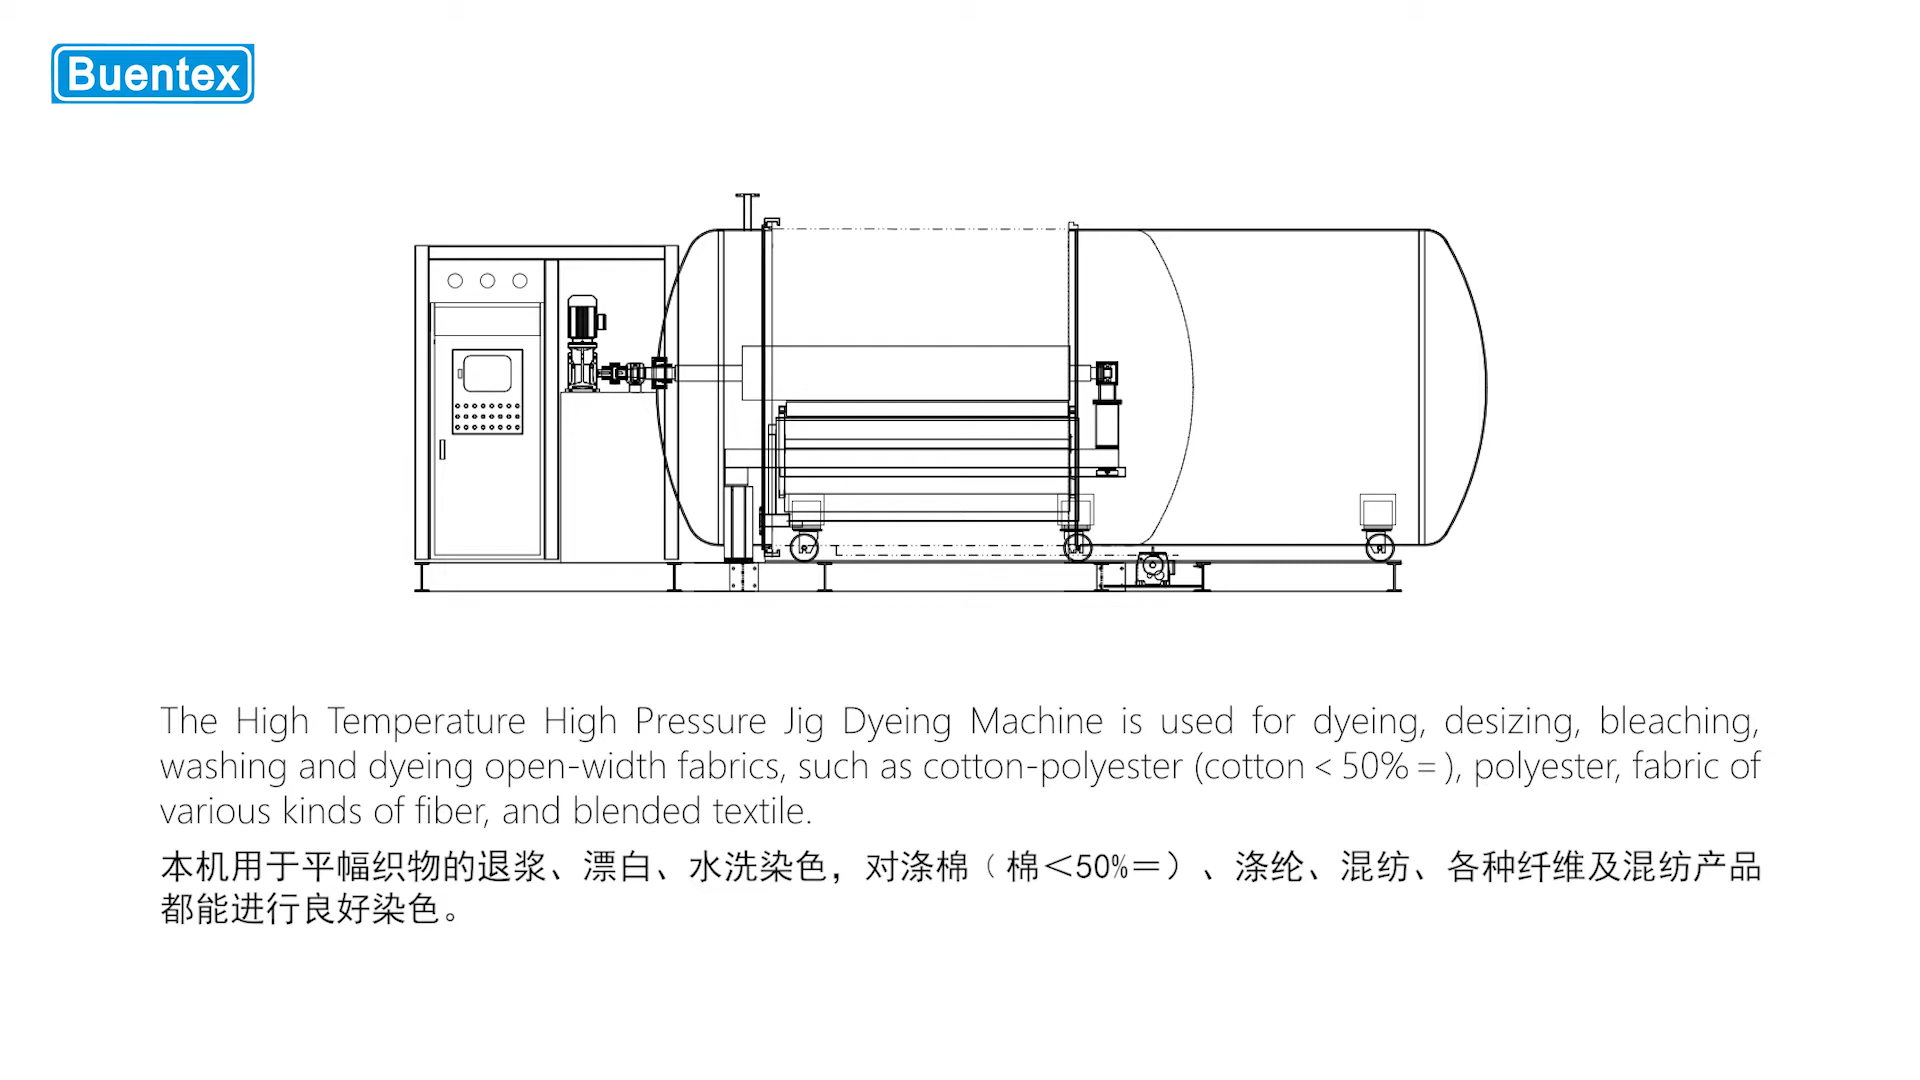 Buentex
The High Temperature High Pressure Jig Dyeing Machine is used for dyeing, desizing, bleaching,
washing and dyeing open-width fabrics, such as cotton-polyester (cotton < 50% = ), polyester, fabric of
various kinds of fiber, and blended textile.
本机用于平幅织物的退浆、漂白、水洗染色，对涤棉（棉＜50%＝）、涤纶、混纺、各种纤维及混纺产品
都能进行良好染色。